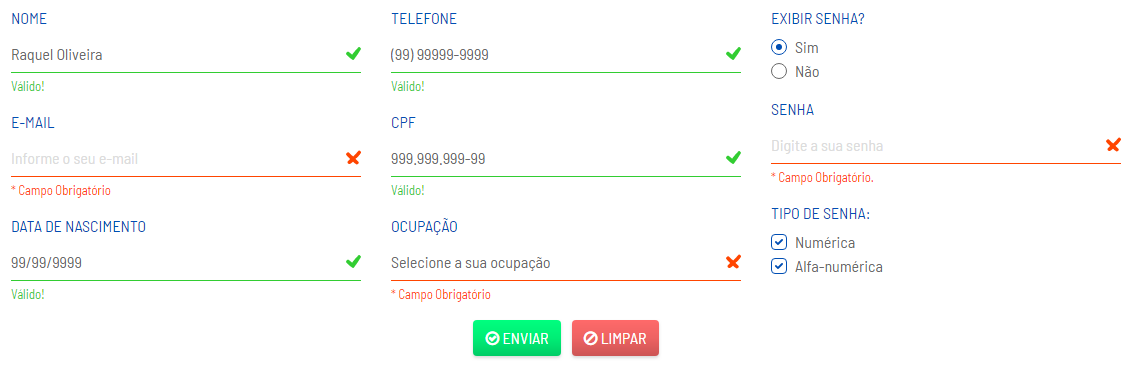 NOME
Raquel Oliveira
Válido!
E-MAIL
Informe o seu e-mail
* Campo Obrigatório
DATA DE NASCIMENTO
99/99/9999
Válido!
TELEFONE
(99) 99999-9999
Válido!
CPF
999,999,999-99
Válido!
OCUPAÇÃO
Selecione a sua ocupação
* Campo Obrigatório
EXIBIR SENHA?
Sim
Não
SENHA
Digite a sua senha
* Campo Obrigatório.
TIPO DE SENHA:
Numérica
Alfa-numérica
ENVIAR
LIMPAR